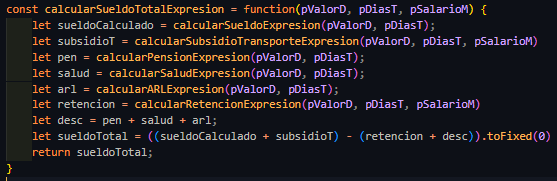 const calcularSueldoTotalExpresion = function(pValorD, pDiasT, pSalarioM) {
let sueldoCalculado = calcularSueldoExpresion(pValorD, pDiasT);
let subsidioT = calcularSubsidioTransporteExpresion(pValorD, pDiasT, pSalarioM)
let pen = calcularPensionExpresion(pValorD, pDiasT);
let salud = calcularSaludExpresion(pValorD, pDiasT);
let arl = calcularARLExpresion(pValorD, pDiasT);
let retencion = calcularRetencionExpresion(pValorD, pDiasT, pSalarioM)
let desc = pen + salud + arl;
let sueldoTotal = ((sueldoCalculado + subsidioT) - (retencion + desc)).toFixed(0)
return sueldoTotal;
}